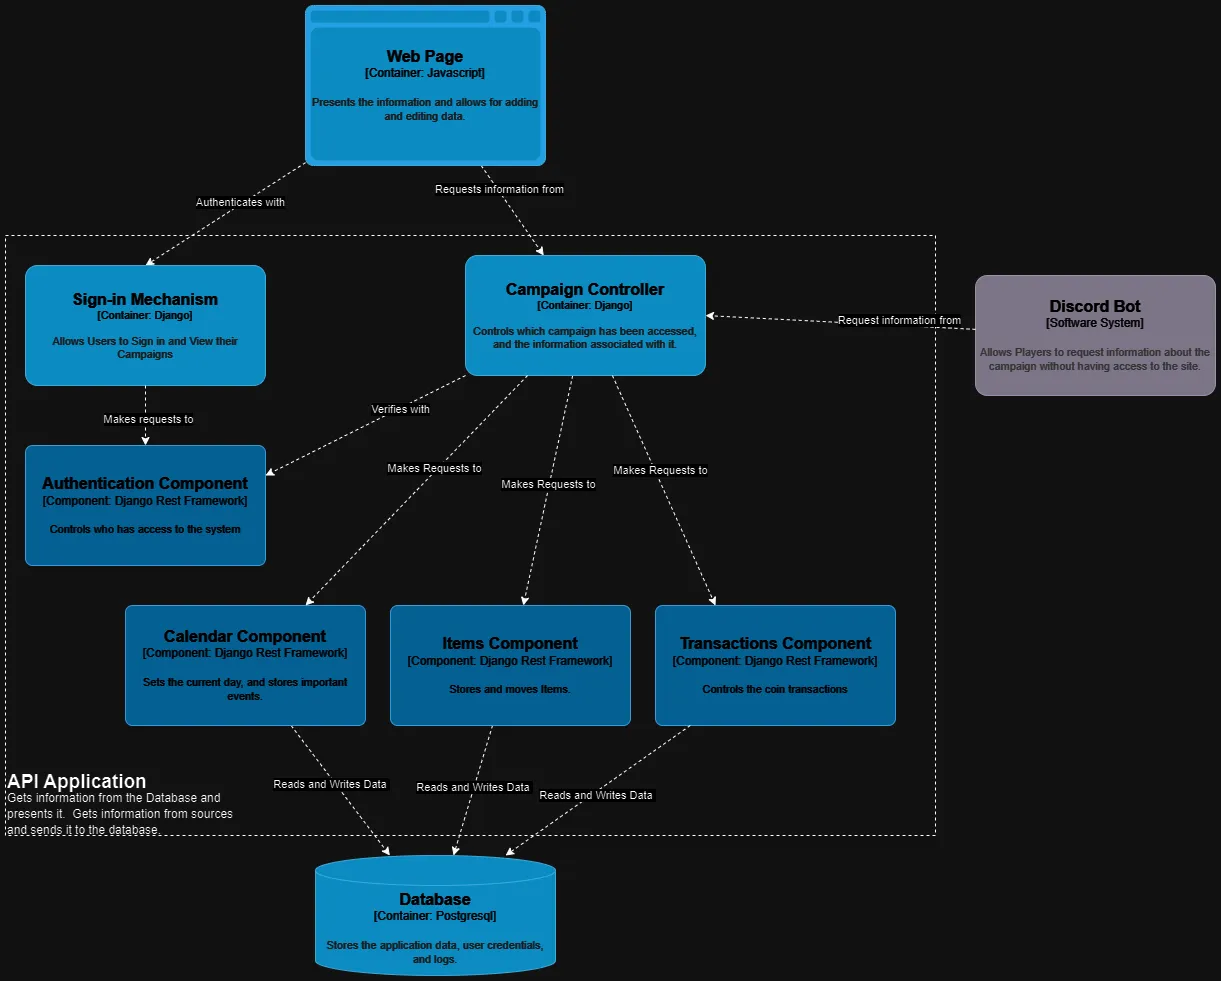 Web Page
[Container: Javascript]
Presents the information and allows for adding
and editing data.
Authenticates with
Requests information from
Sign-in Mechanism
[Container: Django]
Allows Users to Sign in and View their
Campaigns
Campaign Controller
[Container: Django]
Controls which campaign has been accessed,
and the information associated with it.
Request information from
Discord Bot
[Software System]
Allows Players to request information about the
campaign without having access to the site.
Makes requests to
Verifies with
Makes Requests to
Makes Requests to
Makes Requests to
Authentication Component
[Component: Django Rest Framework]
Controls who has access to the system
Calendar Component
[Component: Django Rest Framework]
Sets the current day, and stores important
events.
Items Component
[Component: Django Rest Framework]
Stores and moves Items.
Transactions Component
[Component: Django Rest Framework]
Controls the coin transactions
Reads and Writes Data
Reads and Writes Data
Reads and Writes Data
API Application
Gets information from the Database and
presents it.  Gets information from sources
and sends it to the database.
Database
[Container: Postgresql]
Stores the application data, user credentials,
and logs.